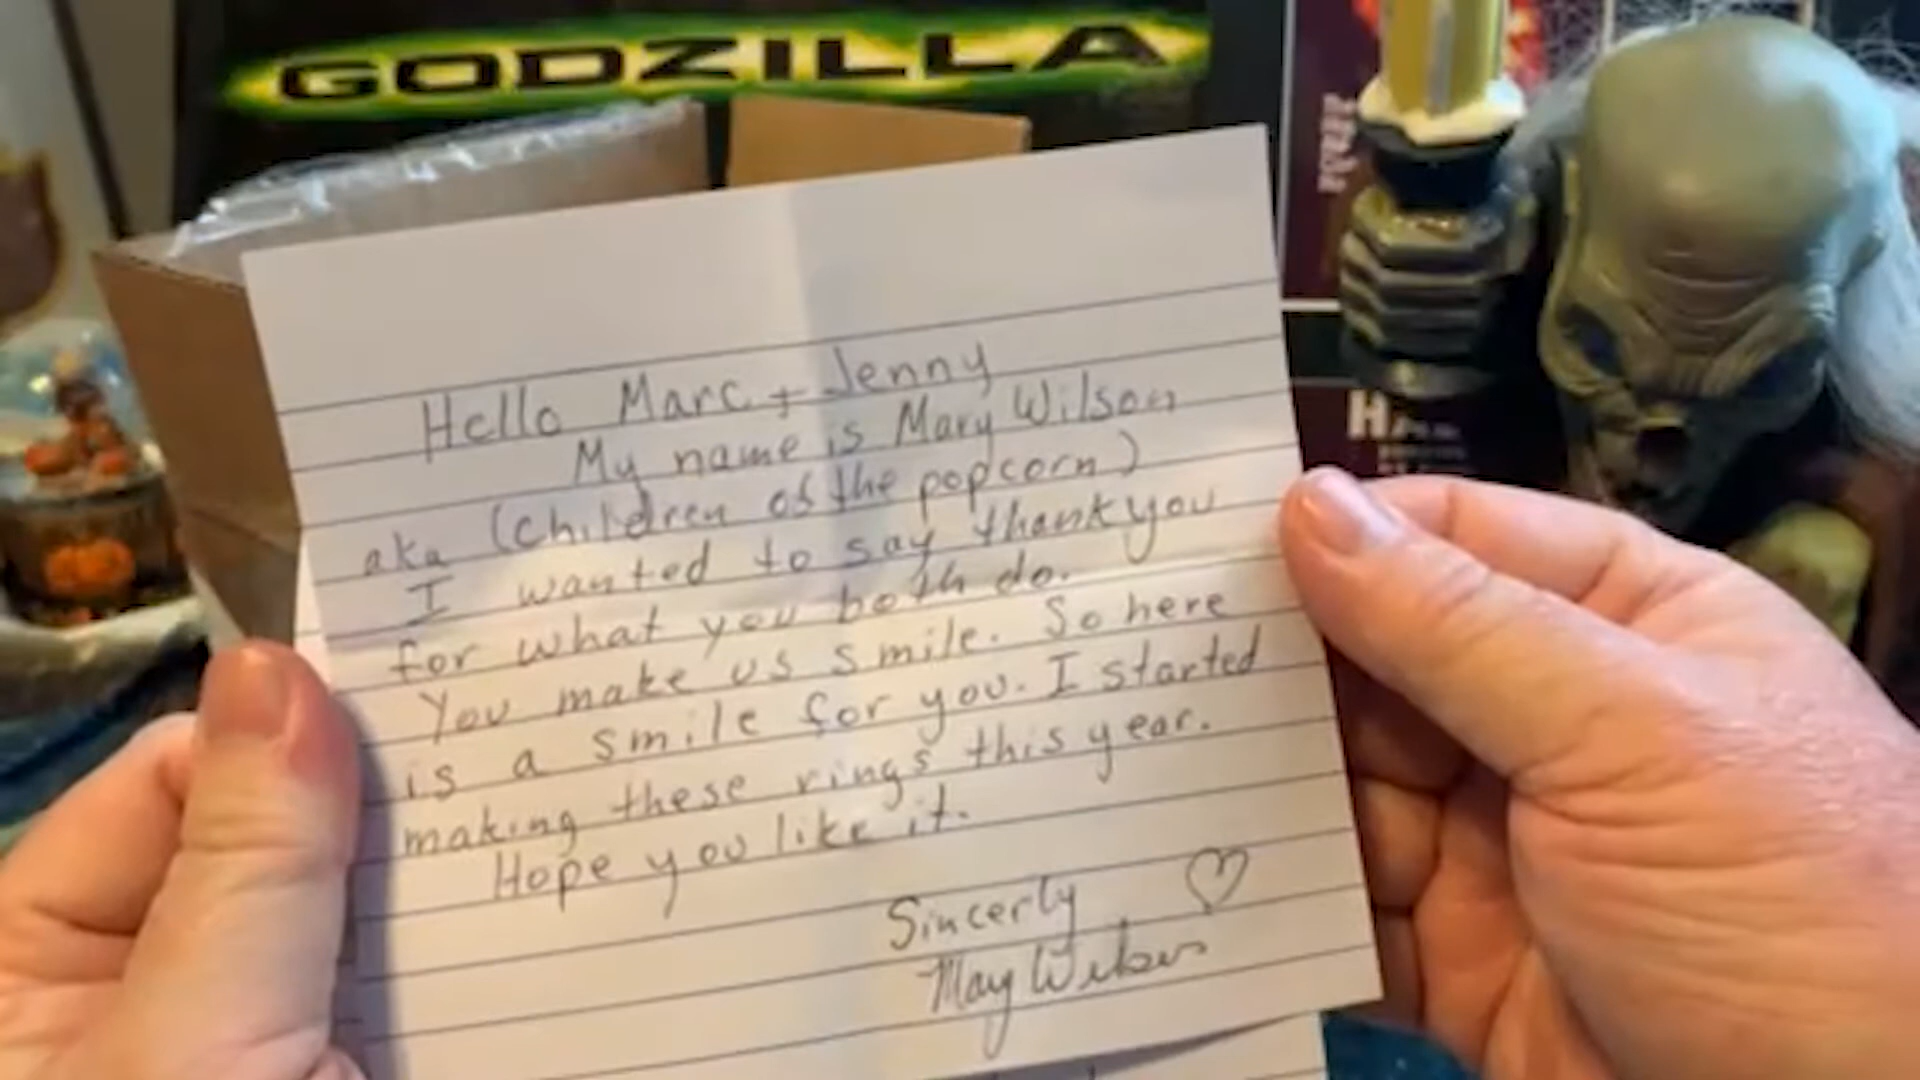 GODZILLA
Hello Marc + Jenny
My name is Mary Wilson
aka (Children of the popcorn)
I wanted to say thank you
for what you both do.
You make us smile. So here
is a smile for you. I started
making these rings this year.
Hope you like it.
Sincerly ♡
Mary Wilson